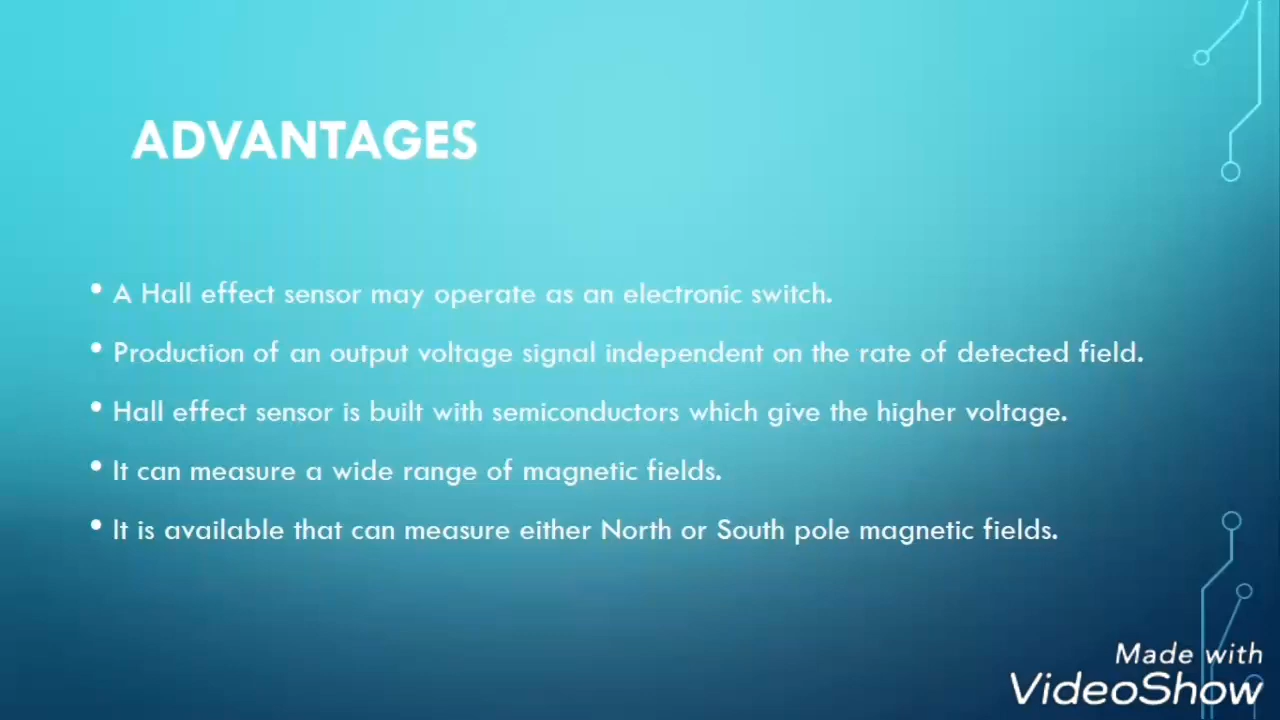 ADVANTAGES
• A Hall effect sensor may operate as an electronic switch.
• Production of an output voltage signal independent on the rate of detected field.
• Hall effect sensor is built with semiconductors which give the higher voltage.
• It can measure a wide range of magnetic fields.
• It is available that can measure either North or South pole magnetic fields.
Made with
VideoShow